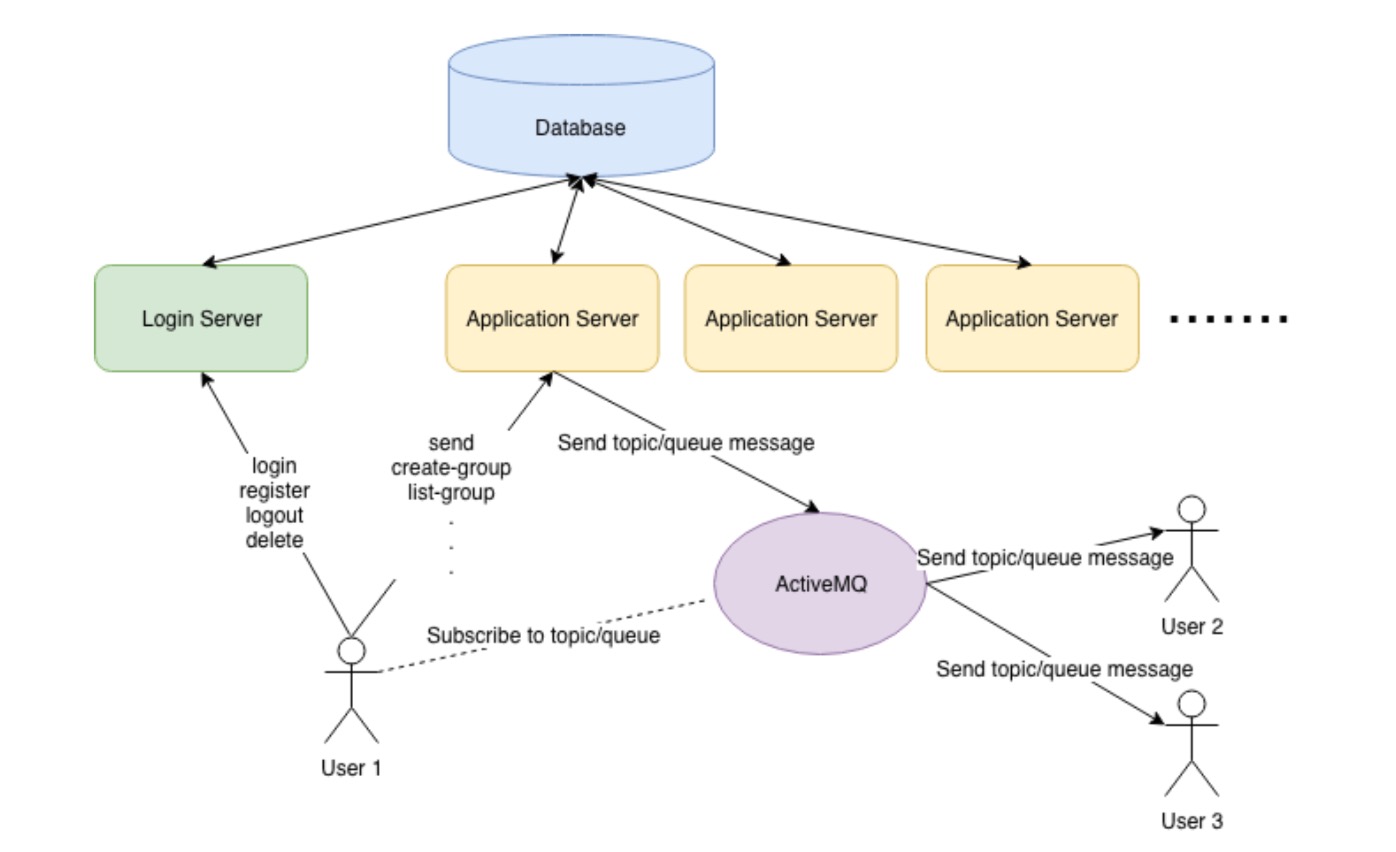 Database
Login Server
Application Server
Application Server
Application Server
.......
login
register
logout
delete
send
create-group
list-group
.
.
.
Send topic/queue message
ActiveMQ
Send topic/queue message
User 2
Subscribe to topic/queue
Send topic/queue message
User 1
User 3